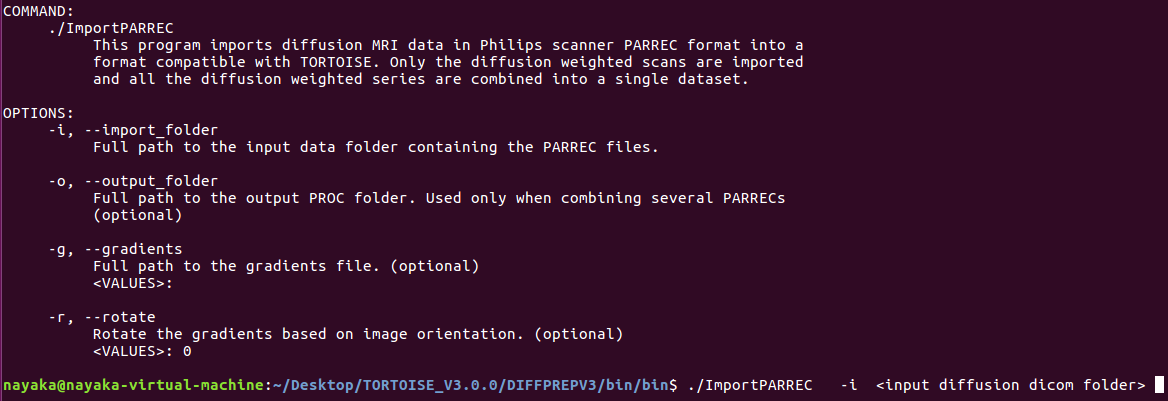 COMMAND:
./ImportPARREC
This program imports diffusion MRI data in Philips scanner PARREC format into a
format compatible with TORTOISE. Only the diffusion weighted scans are imported
and all the diffusion weighted series are combined into a single dataset.
OPTIONS:
-i, --import_folder
Full path to the input data folder containing the PARREC files.
-o, --output_folder
Full path to the output PROC folder. Used only when combining several PARRECs
(optional)
-g, --gradients
Full path to the gradients file. (optional)
<VALUES>:
-r, --rotate
Rotate the gradients based on image orientation. (optional)
<VALUES>: 0
nayaka@nayaka-virtual-machine:~/Desktop/TORTOISE_V3.0.0/DIFFPREPV3/bin/bin$ ./ImportPARREC   -i  <input diffusion dicom folder>